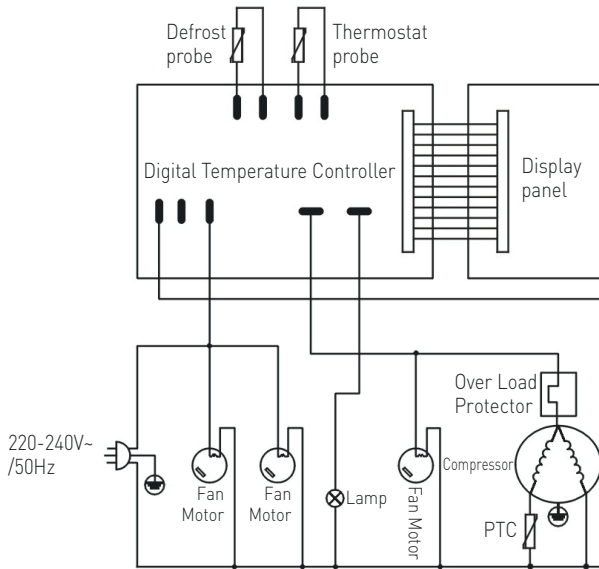 Defrost
probe
Thermostat
probe
Digital Temperature Controller
Display
panel
Over Load
Protector
220-240V~
/50Hz
Fan
Motor
Fan
Motor
Lamp
Fan Motor
Compressor
PTC